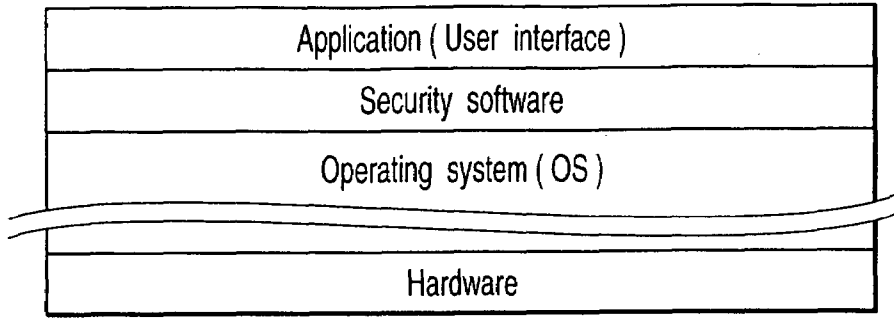 Application ( User interface )
Security software
Operating system ( OS )
Hardware